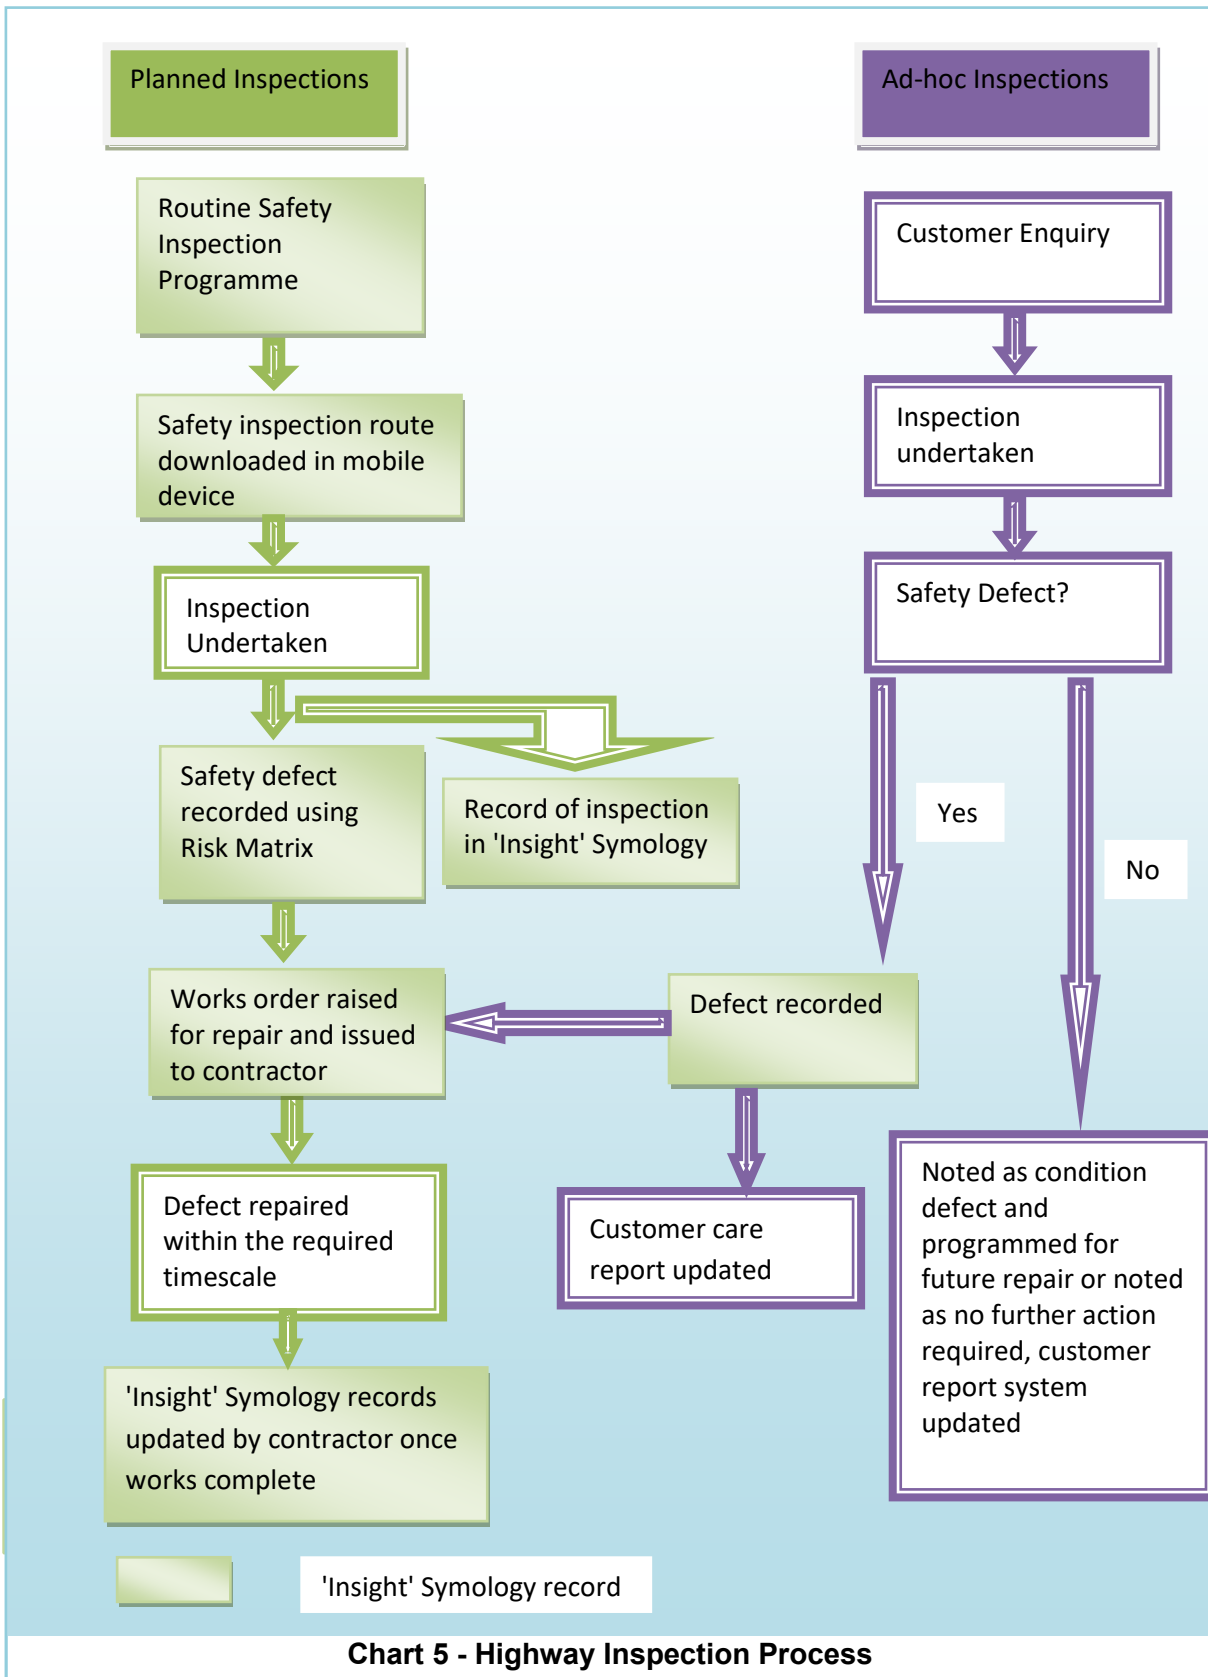 Planned Inspections
Ad-hoc Inspections
Routine Safety
Inspection
Programme
Customer Enquiry
Safety inspection route
downloaded in mobile
device
Inspection
undertaken
Inspection
Undertaken
Safety Defect?
Safety defect
recorded using
Risk Matrix
Record of inspection
in 'Insight' Symology
Yes
No
Works order raised
for repair and issued
to contractor
Defect recorded
Defect repaired
within the required
timescale
Customer care
report updated
Noted as condition
defect and
programmed for
future repair or noted
as no further action
required, customer
report system
updated
'Insight' Symology records
updated by contractor once
works complete
'Insight' Symology record
Chart 5 - Highway Inspection Process